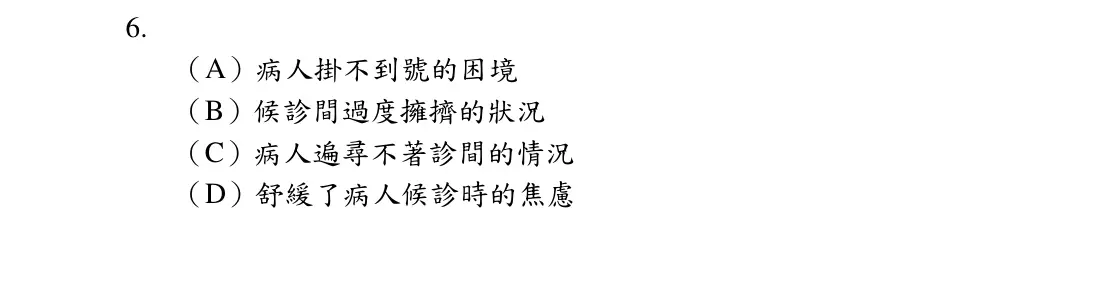 6.
（A）病人掛不到號的困境
（B）候診間過度擁擠的狀況
（C）病人遍尋不著診間的情況
（D）舒緩了病人候診時的焦慮